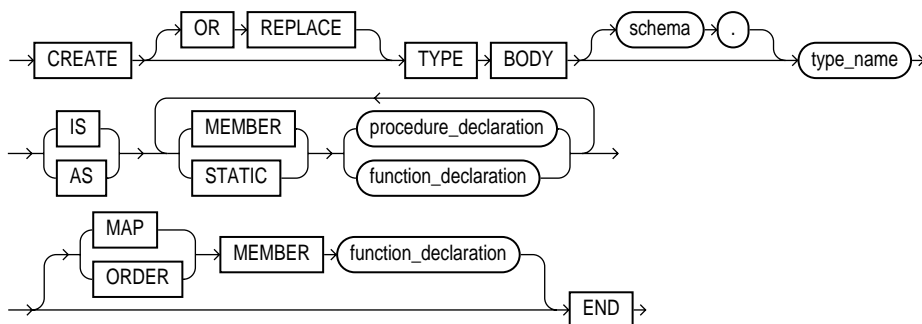 OR REPLACE schema .
CREATE TYPE BODY type_name
IS MEMBER procedure_declaration
AS STATIC function_declaration
MAP
MEMBER function_declaration
ORDER
END